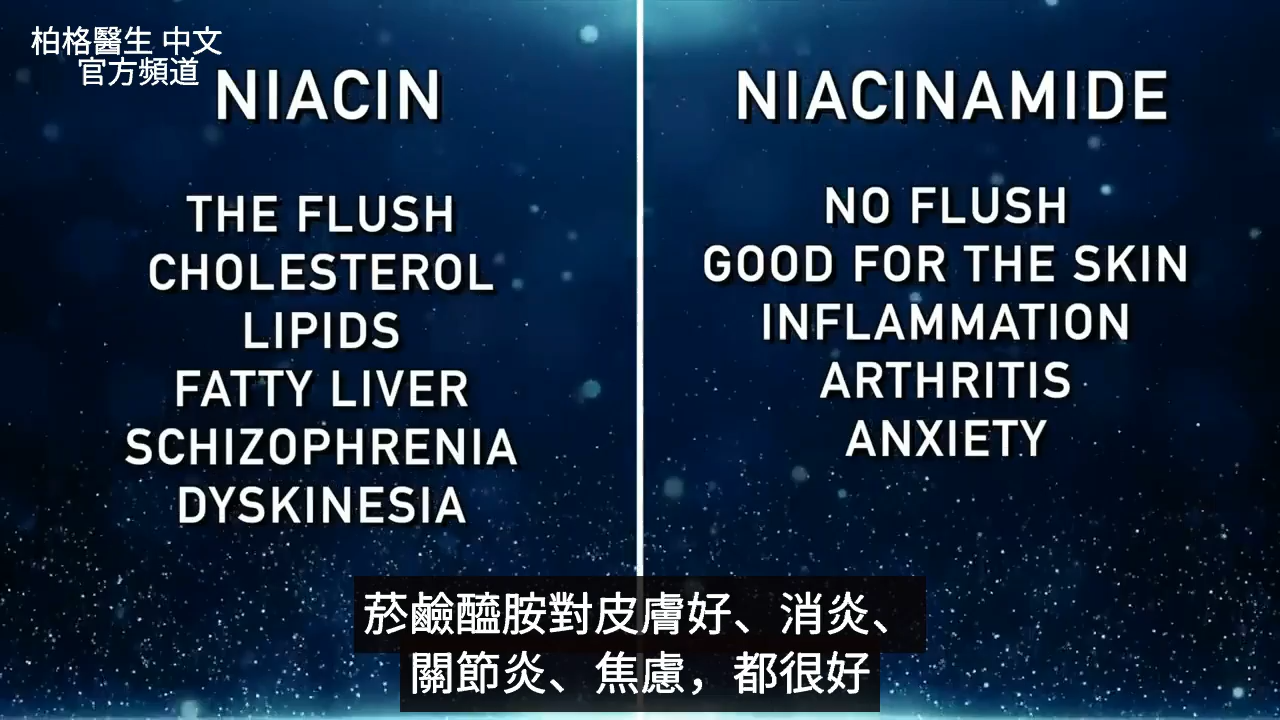 柏格醫生 中文
官方頻道
NIACIN
THE FLUSH
CHOLESTEROL
LIPIDS
FATTY LIVER
SCHIZOPHRENIA
DYSKINESIA
NIACINAMIDE
NO FLUSH
GOOD FOR THE SKIN
INFLAMMATION
ARTHRITIS
ANXIETY
菸鹼醯胺對皮膚好、消炎、
關節炎、焦慮，都很好